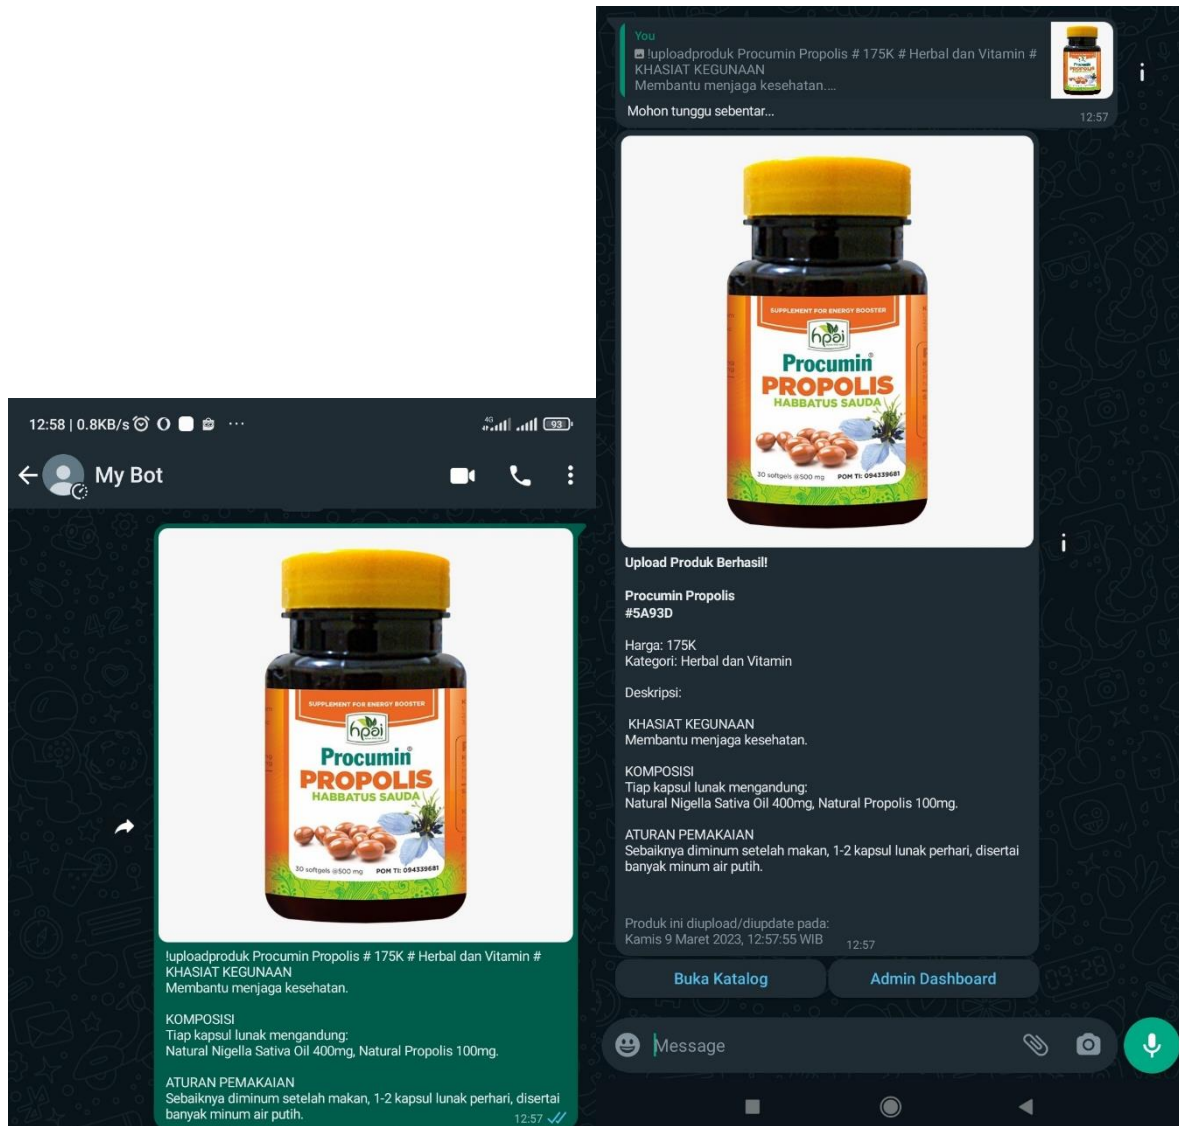 12:58 | 0.8KB/s
4G
93
My Bot
SUPPLEMENT FOR ENERGY BOOSTER
hpai
Procumin
PROPOLIS
HABBATUS SAUDA
30 softgels @500 mg POM TI: 094339681
!uploadproduk Procumin Propolis # 175K # Herbal dan Vitamin #
KHASIAT KEGUNAAN
Membantu menjaga kesehatan.
KOMPOSISI
Tiap kapsul lunak mengandung:
Natural Nigella Sativa Oil 400mg, Natural Propolis 100mg.
ATURAN PEMAKAIAN
Sebaiknya diminum setelah makan, 1-2 kapsul lunak perhari, disertai
banyak minum air putih.
12:57
You
!uploadproduk Procumin Propolis # 175K # Herbal dan Vitamin #
KHASIAT KEGUNAAN
Membantu menjaga kesehatan....
Mohon tunggu sebentar...
12:57
SUPPLEMENT FOR ENERGY BOOSTER
hpai
Procumin®
PROPOLIS
HABBATUS SAUDA
30 softgels @500 mg POM TI: 094339681
Upload Produk Berhasil!
Procumin Propolis
#5A93D
Harga: 175K
Kategori: Herbal dan Vitamin
Deskripsi:
KHASIAT KEGUNAAN
Membantu menjaga kesehatan.
KOMPOSISI
Tiap kapsul lunak mengandung:
Natural Nigella Sativa Oil 400mg, Natural Propolis 100mg.
ATURAN PEMAKAIAN
Sebaiknya diminum setelah makan, 1-2 kapsul lunak perhari, disertai
banyak minum air putih.
Produk ini diupload/diupdate pada:
Kamis 9 Maret 2023, 12:57:55 WIB
12:57
Buka Katalog
Admin Dashboard
Message